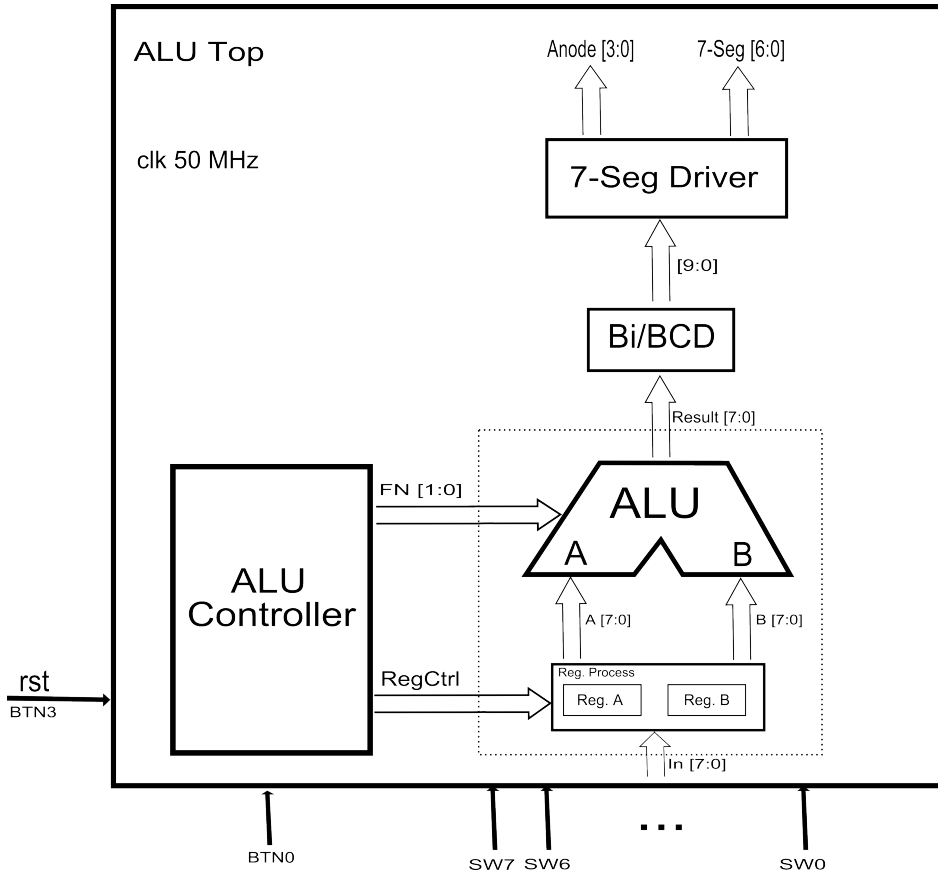 ALU Top
Anode [3:0]
7-Seg [6:0]
clk 50 MHz
7-Seg Driver
[9:0]
Bi/BCD
Result [7:0]
FN [1:0]
ALU
A
B
ALU
Controller
A [7:0]
B [7:0]
RegCtrl
Reg. Process
Reg. A
Reg. B
rst
BTN3
In [7:0]
...
BTN0
SW7
SW6
SW0